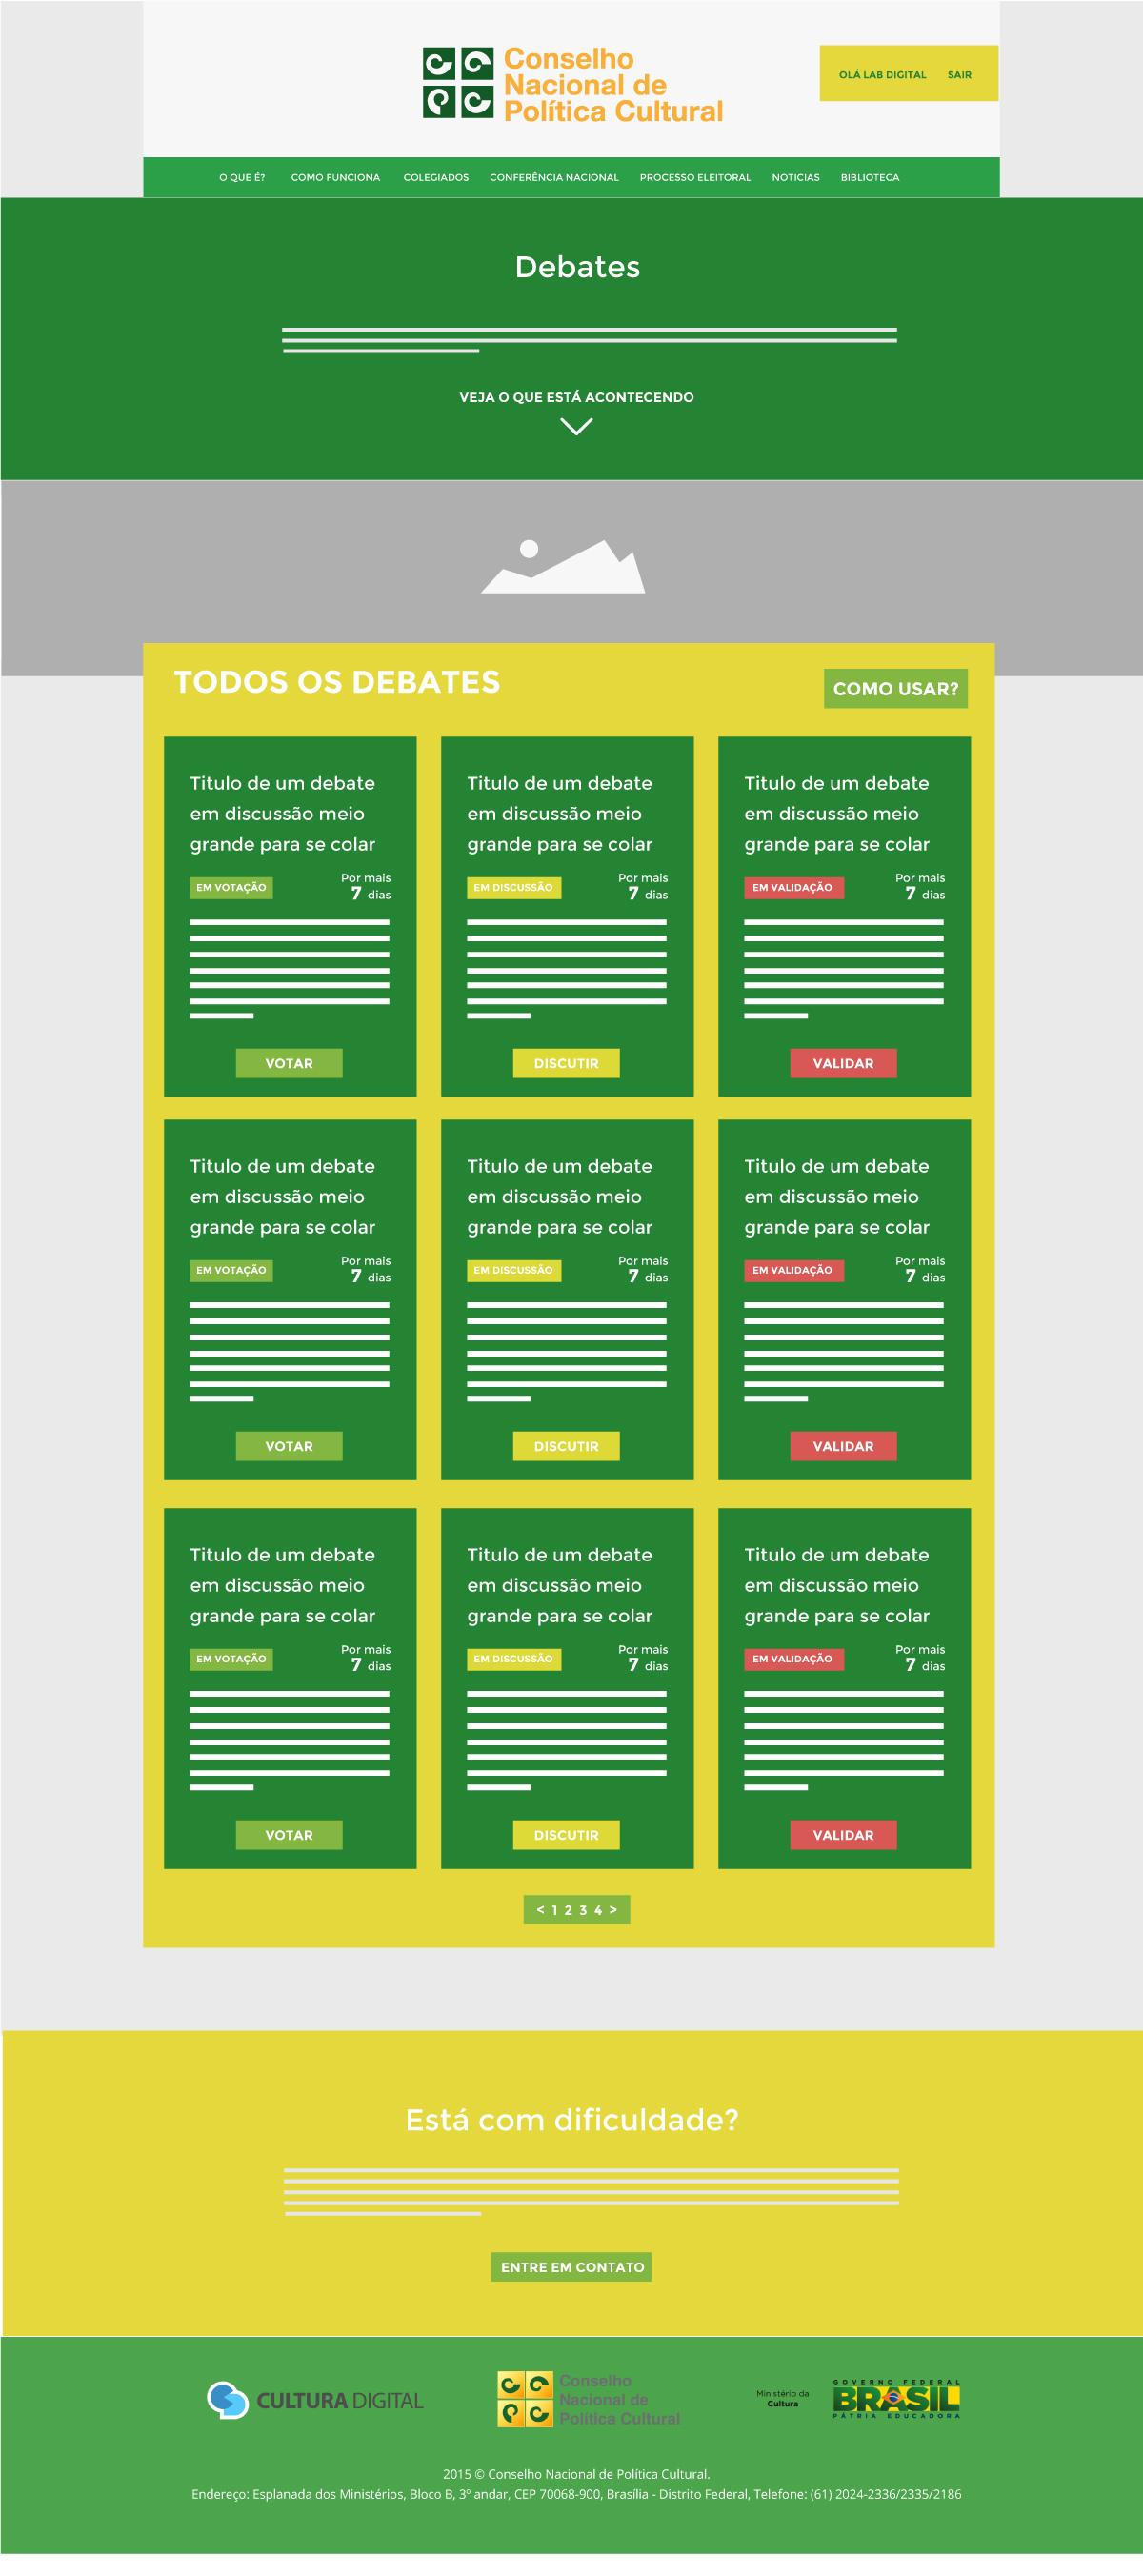 Conselho
Nacional de
Política Cultural
OLÁ LAB DIGITAL SAIR
O QUE É? COMO FUNCIONA COLEGIADOS CONFERÊNCIA NACIONAL PROCESSO ELEITORAL NOTICIAS BIBLIOTECA
Debates
VEJA O QUE ESTÁ ACONTECENDO
TODOS OS DEBATES
COMO USAR?
Titulo de um debate
em discussão meio
grande para se colar
EM VOTAÇÃO
Por mais
7 dias
VOTAR
Titulo de um debate
em discussão meio
grande para se colar
EM DISCUSSÃO
Por mais
7 dias
DISCUTIR
Titulo de um debate
em discussão meio
grande para se colar
EM VALIDAÇÃO
Por mais
7 dias
VALIDAR
Titulo de um debate
em discussão meio
grande para se colar
EM VOTAÇÃO
Por mais
7 dias
VOTAR
Titulo de um debate
em discussão meio
grande para se colar
EM DISCUSSÃO
Por mais
7 dias
DISCUTIR
Titulo de um debate
em discussão meio
grande para se colar
EM VALIDAÇÃO
Por mais
7 dias
VALIDAR
Titulo de um debate
em discussão meio
grande para se colar
EM VOTAÇÃO
Por mais
7 dias
VOTAR
Titulo de um debate
em discussão meio
grande para se colar
EM DISCUSSÃO
Por mais
7 dias
DISCUTIR
Titulo de um debate
em discussão meio
grande para se colar
EM VALIDAÇÃO
Por mais
7 dias
VALIDAR
< 1 2 3 4 >
Está com dificuldade?
ENTRE EM CONTATO
CULTURA DIGITAL
Conselho
Nacional de
Política Cultural
Ministério da
Cultura
GOVERNO FEDERAL
BRASIL
PÁTRIA EDUCADORA
2015 © Conselho Nacional de Política Cultural.
Endereço: Esplanada dos Ministérios, Bloco B, 3º andar, CEP 70068-900, Brasília - Distrito Federal, Telefone: (61) 2024-2336/2335/2186